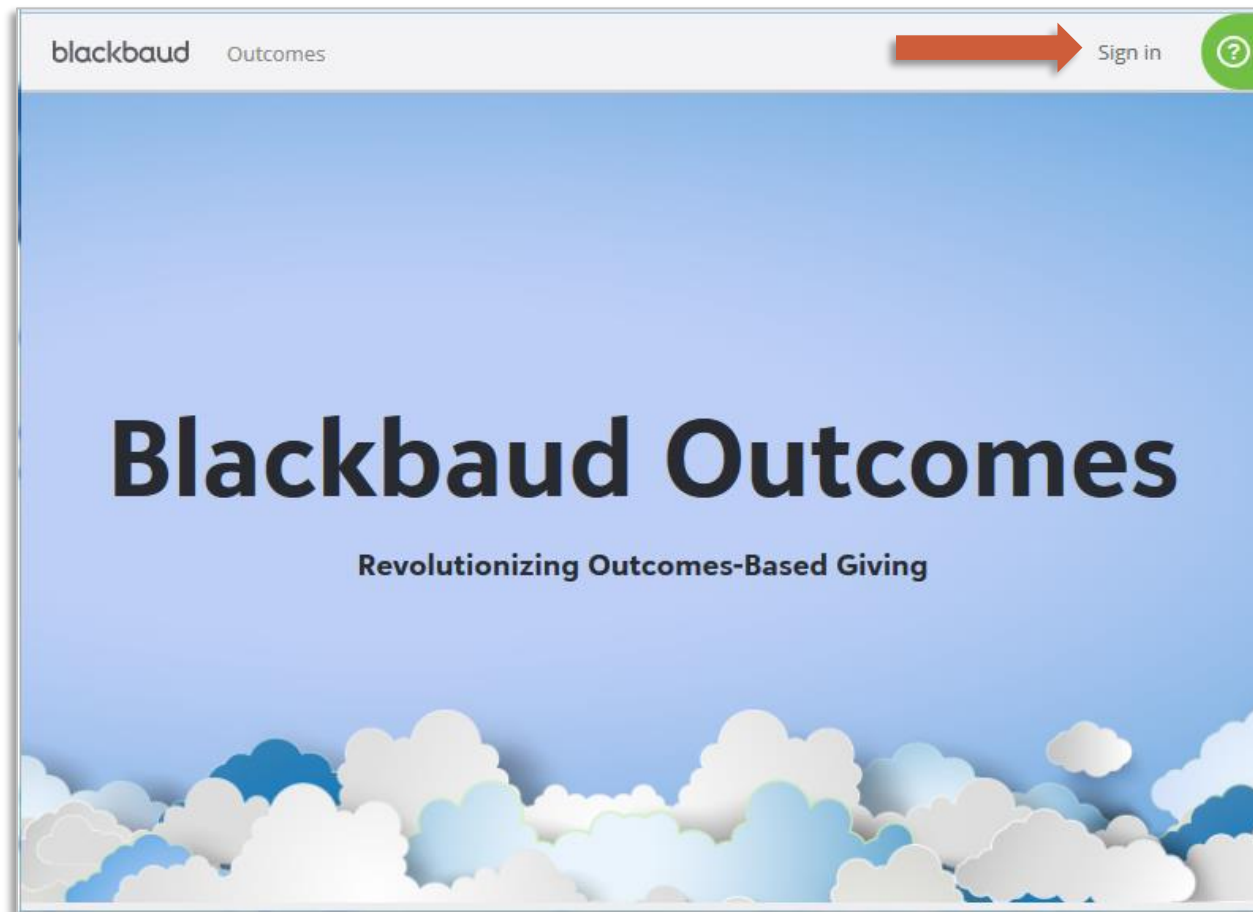 blackbaud Outcomes Sign in ?
Blackbaud Outcomes
Revolutionizing Outcomes-Based Giving